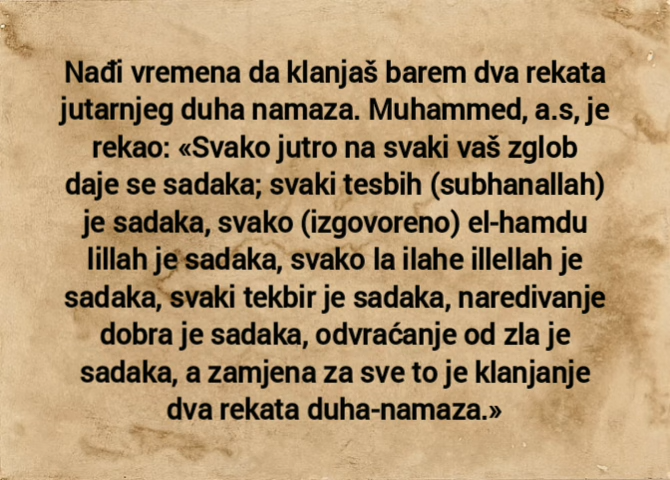 Nađi vremena da klanjaš barem dva rekata
jutarnjeg duha namaza. Muhammed, a.s, je
rekao: «Svako jutro na svaki vaš zglob
daje se sadaka; svaki tesbih (subhanallah)
je sadaka, svako (izgovoreno) el-hamdu
lillah je sadaka, svako la ilahe illellah je
sadaka, svaki tekbir je sadaka, naredivanje
dobra je sadaka, odvraćanje od zla je
sadaka, a zamjena za sve to je klanjanje
dva rekata duha-namaza.»